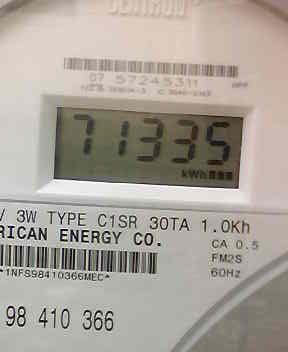 CENTRON
07 57245311
71335
kWh
V 3W TYPE C1SR 30TA 1.0Kh
RICAN ENERGY CO.
CA 0.5
FM2S
60Hz
*1NFS98410366MEC*
98 410 366